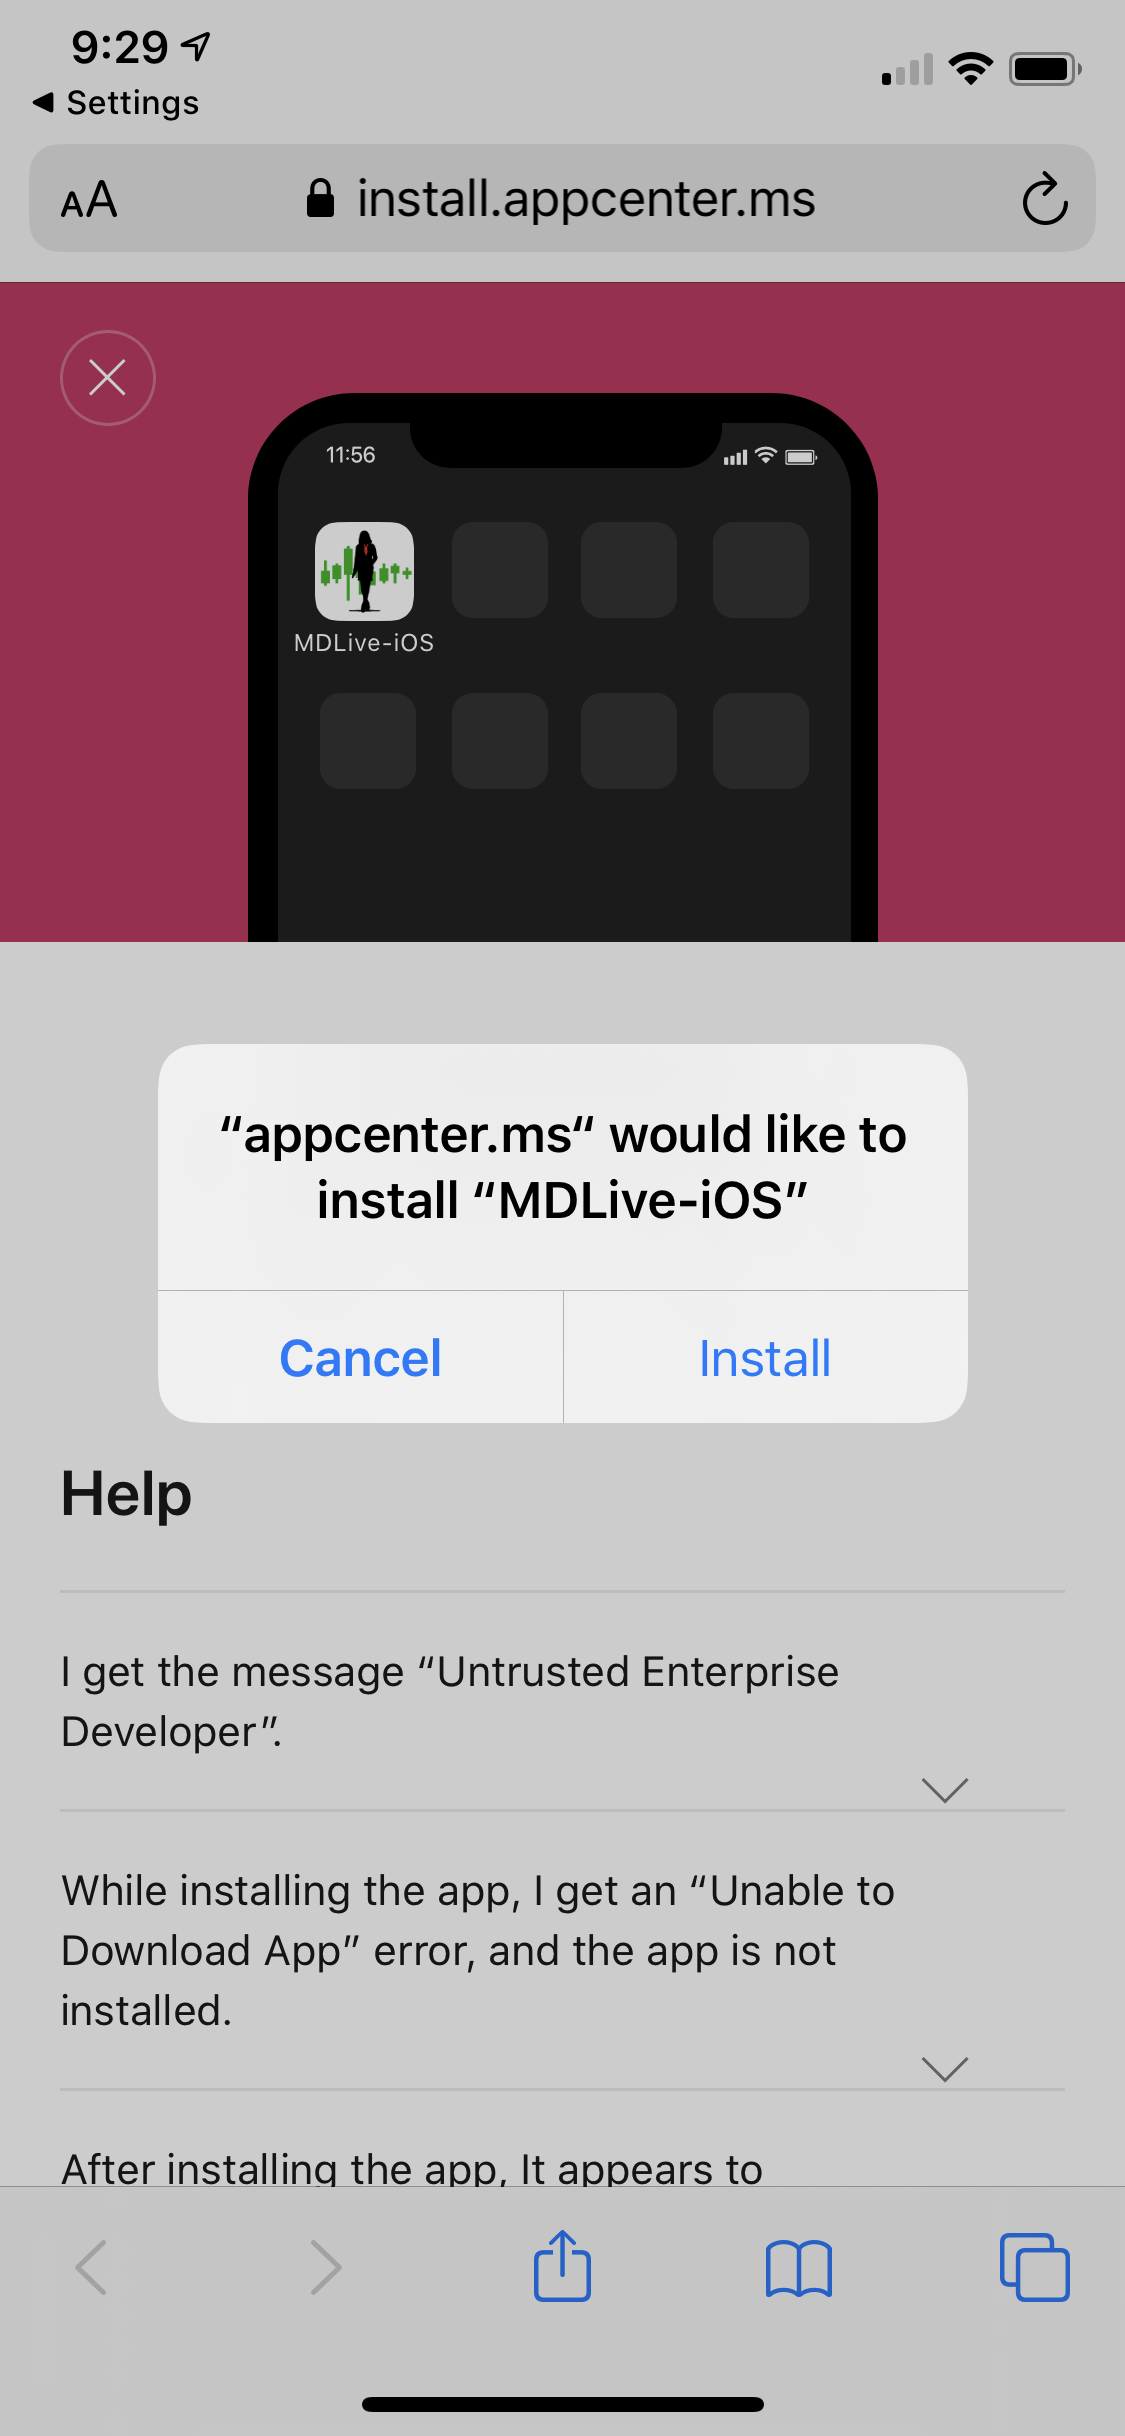 9:29
Settings
AA
install.appcenter.ms
11:56
MDLive-iOS
“appcenter.ms“ would like to
install “MDLive-iOS”
Cancel
Install
Help
I get the message “Untrusted Enterprise
Developer”.
While installing the app, I get an “Unable to
Download App” error, and the app is not
installed.
After installing the app, It appears to